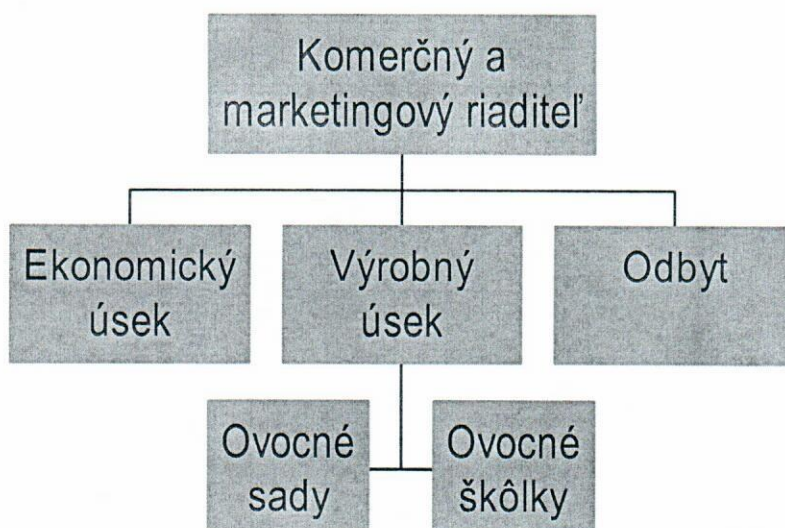 Komerčný a
marketingový riaditeľ
Ekonomický
úsek
Výrobný
úsek
Odbyt
Ovocné
sady
Ovocné
škôlky